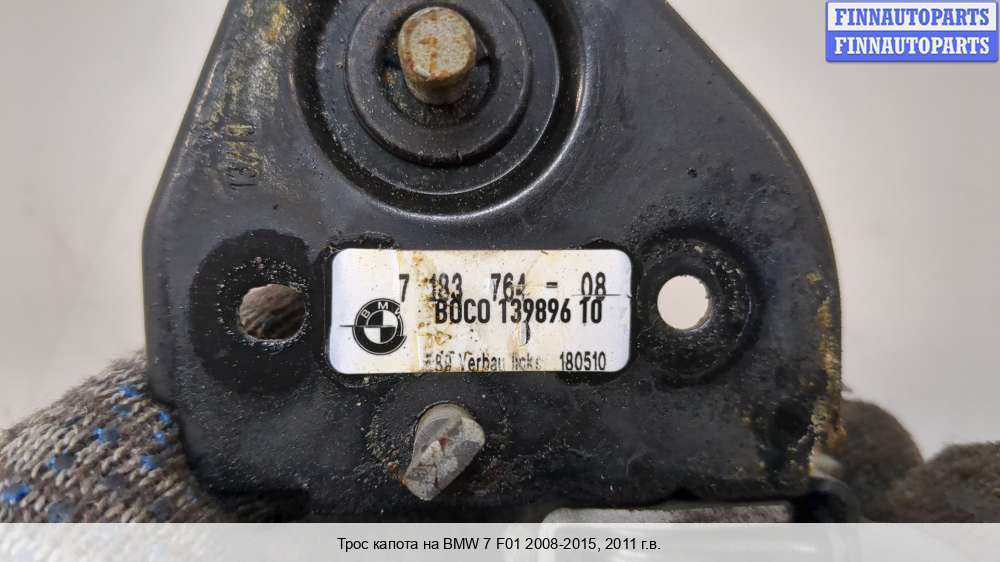 FINNAUTOPARTS
FINNAUTOPARTS
7 183 764 - 08
BMW
BOCO 139896 10
Verbau links 180510
Трос капота на BMW 7 F01 2008-2015, 2011 г.в.